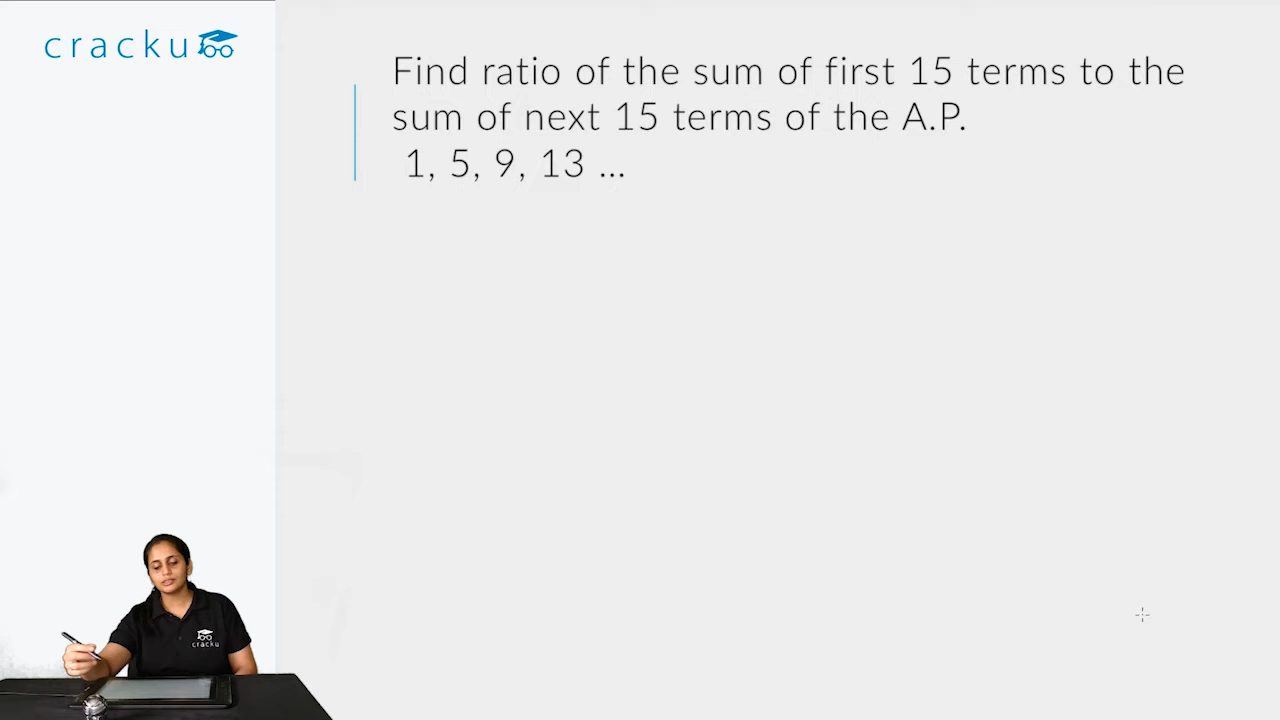 cracku
Find ratio of the sum of first 15 terms to the
sum of next 15 terms of the A.P.
1, 5, 9, 13 ...
cracku